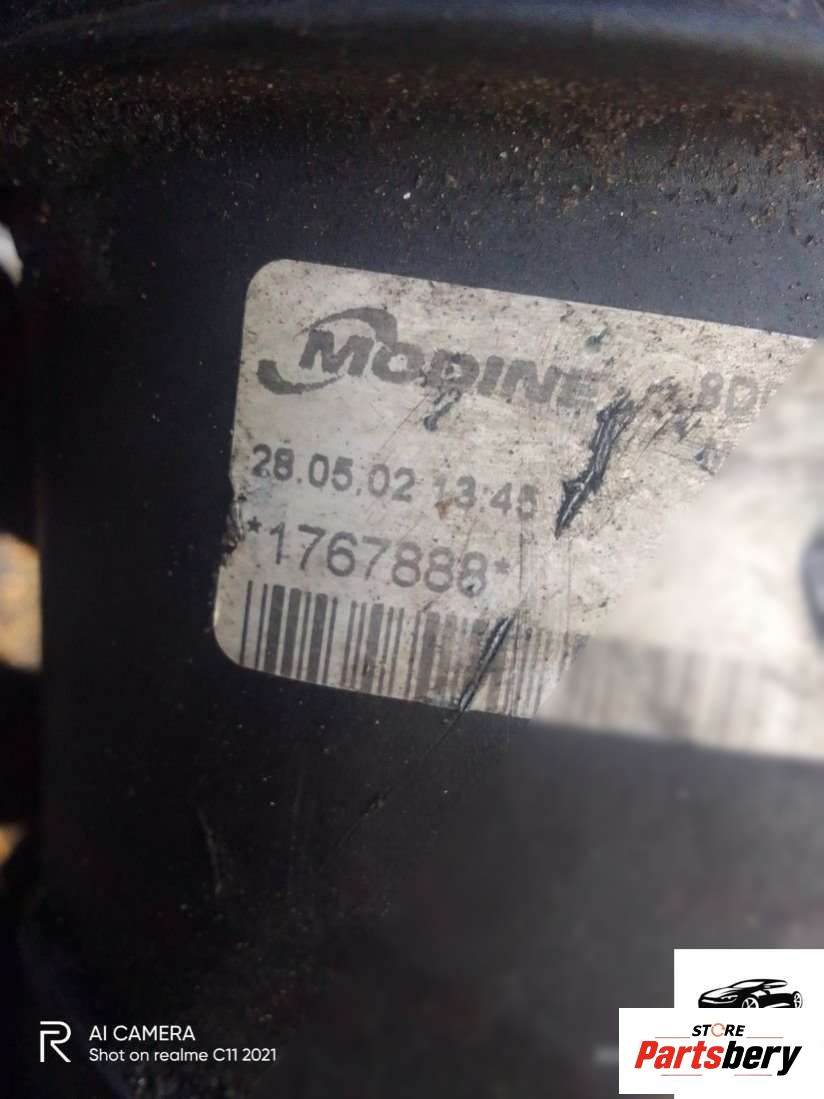 MODINE
28.05.02 13:45
*1767888*
AI CAMERA
Shot on realme C11 2021
STORE
Partsbery